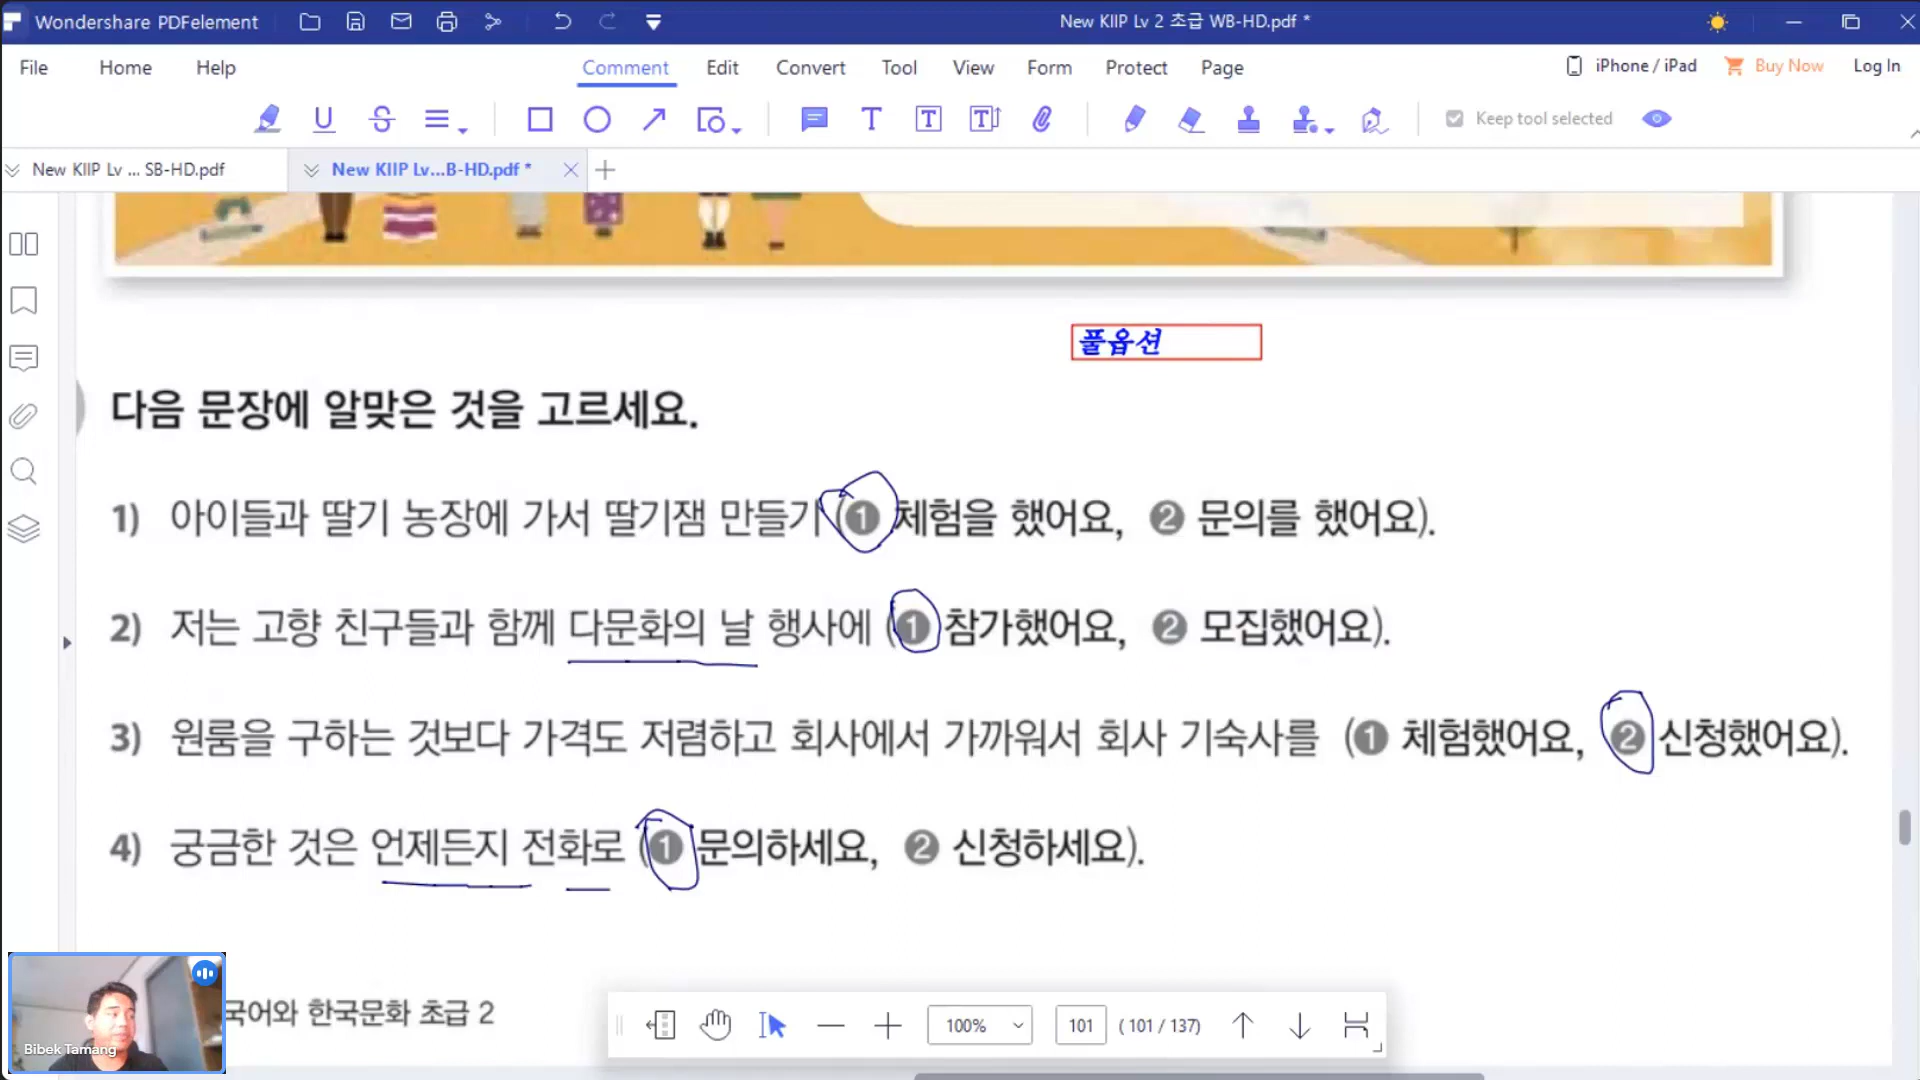 Wondershare PDFelement
New KIIP Lv 2 초급 WB-HD.pdf *
File Home Help Comment Edit Convert Tool View Form Protect Page iPhone / iPad Buy Now Log In
Keep tool selected
New KIIP Lv ... SB-HD.pdf
New KIIP Lv...B-HD.pdf *
풀옵션
다음 문장에 알맞은 것을 고르세요.
1) 아이들과 딸기 농장에 가서 딸기잼 만들기 (❶ 체험을 했어요, ❷ 문의를 했어요).
2) 저는 고향 친구들과 함께 다문화의 날 행사에 (❶ 참가했어요, ❷ 모집했어요).
3) 원룸을 구하는 것보다 가격도 저렴하고 회사에서 가까워서 회사 기숙사를 (❶ 체험했어요, ❷ 신청했어요).
4) 궁금한 것은 언제든지 전화로 (❶ 문의하세요, ❷ 신청하세요).
국어와 한국문화 초급 2
Bibek Tamang
100% 101 (101 / 137)